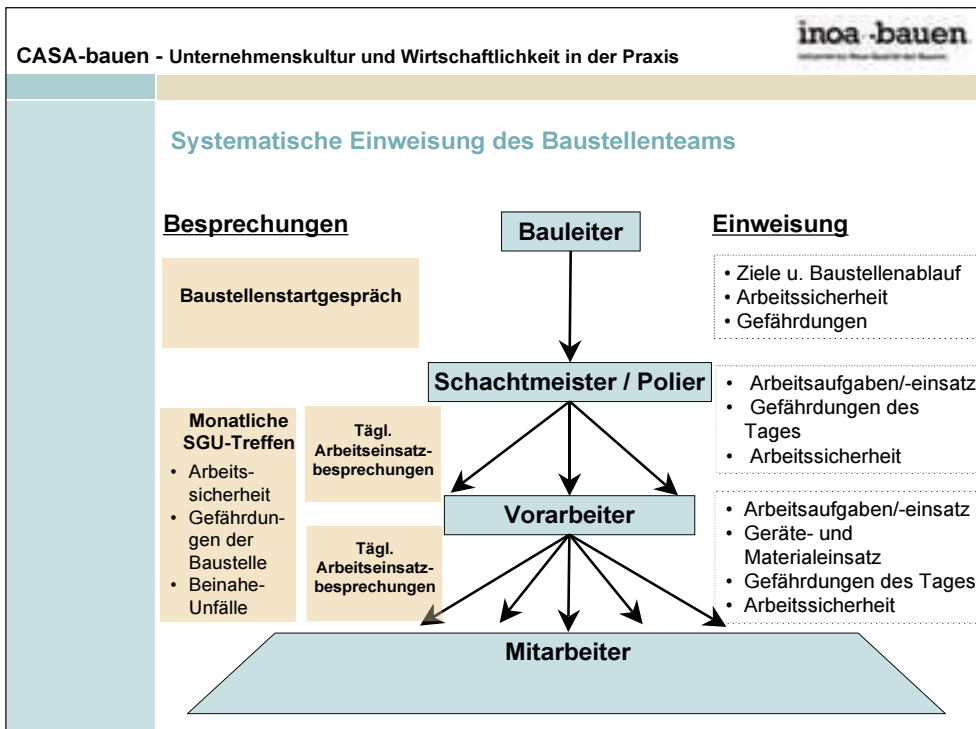 CASA-bauen - Unternehmenskultur und Wirtschaftlichkeit in der Praxis
inoa -bauen
Systematische Einweisung des Baustellenteams
Besprechungen
Baustellenstartgespräch
Monatliche
SGU-Treffen
• Arbeits-
sicherheit
• Gefährdun-
gen der
Baustelle
• Beinahe-
Unfälle
Tägl.
Arbeitseinsatz-
besprechungen
Tägl.
Arbeitseinsatz-
besprechungen
Bauleiter
Schachtmeister / Polier
Vorarbeiter
Mitarbeiter
Einweisung
• Ziele u. Baustellenablauf
• Arbeitssicherheit
• Gefährdungen
• Arbeitsaufgaben/-einsatz
• Gefährdungen des
Tages
• Arbeitssicherheit
• Arbeitsaufgaben/-einsatz
• Geräte- und
Materialeinsatz
• Gefährdungen des Tages
• Arbeitssicherheit